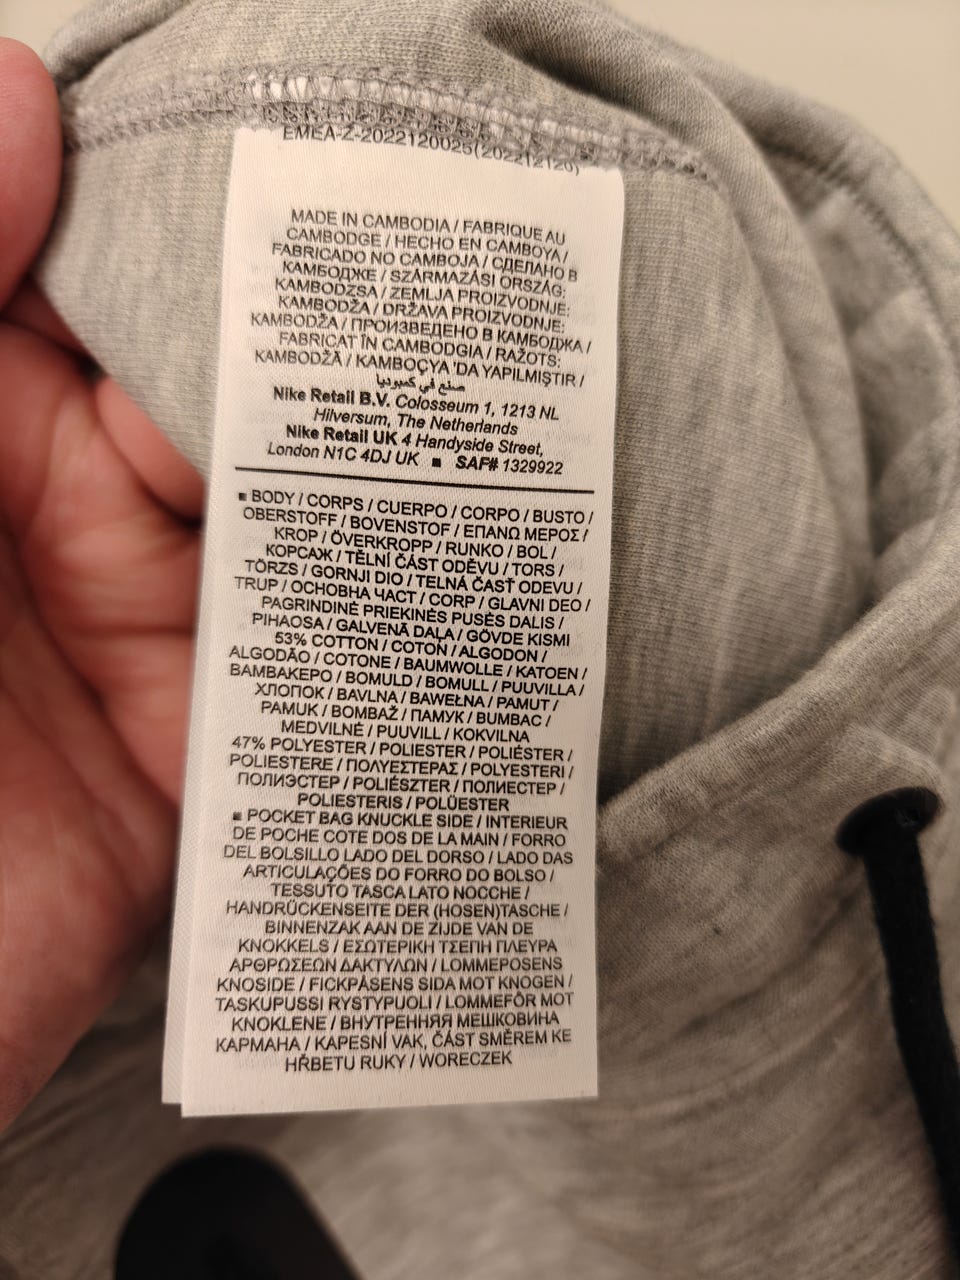 EMEA-Z-2022120025(202212120)
MADE IN CAMBODIA / FABRIQUE AU
CAMBODGE / HECHO EN CAMBOYA /
FABRICADO NO CAMBOJA / СДЕЛАНО В
КАМБОДЖЕ / SZÁRMAZÁSI ORSZÁG:
KAMBODZSA / ZEMLJA PROIZVODNJE:
KAMBODŽA / DRŽAVA PROIZVODNJE:
KAMBODŽA / ПРОИЗВЕДЕНО В КАМБОДЖА /
FABRICAT ÎN CAMBODGIA / RAŽOTS:
KAMBODŽĀ / KAMBOÇYA 'DA YAPILMIŞTIR /
صنع في كمبوديا
Nike Retail B.V. Colosseum 1, 1213 NL
Hilversum, The Netherlands
Nike Retail UK 4 Handyside Street,
London N1C 4DJ UK ■ SAF# 1329922
■ BODY / CORPS / CUERPO / CORPO / BUSTO /
OBERSTOFF / BOVENSTOF / ΕΠΑΝΩ ΜΕΡΟΣ /
KROP / ÖVERKROPP / RUNKO / BOL /
КОРСАЖ / TĚLNÍ ČÁST ODĚVU / TORS /
TÖRZS / GORNJI DIO / TELNÁ ČASŤ ODEVU /
TRUP / ОСНОВНА ЧАСТ / CORP / GLAVNI DEO /
PAGRINDINĖ PRIEKINĖS PUSĖS DALIS /
PIHAOSA / GALVENĀ DAĻA / GÖVDE KISMI
53% COTTON / COTON / ALGODON /
ALGODÃO / COTONE / BAUMWOLLE / KATOEN /
ΒΑΜΒΑΚΕΡΟ / BOMULD / BOMULL / PUUVILLA /
ХЛОПОК / BAVLNA / BAWEŁNA / PAMUT /
PAMUK / BOMBAŽ / ПАМУК / BUMBAC /
MEDVILNĖ / PUUVILL / KOKVILNA
47% POLYESTER / POLIESTER / POLIÉSTER /
POLIESTERE / ΠΟΛΥΕΣΤΕΡΑΣ / POLYESTERI /
ПОЛИЭСТЕР / POLIÉSZTER / ПОЛИЕСТЕР /
POLIESTERIS / POLÜESTER
■ POCKET BAG KNUCKLE SIDE / INTERIEUR
DE POCHE COTE DOS DE LA MAIN / FORRO
DEL BOLSILLO LADO DEL DORSO / LADO DAS
ARTICULAÇÕES DO FORRO DO BOLSO /
TESSUTO TASCA LATO NOCCHE /
HANDRÜCKENSEITE DER (HOSEN)TASCHE /
BINNENZAK AAN DE ZIJDE VAN DE
KNOKKELS / ΕΣΩΤΕΡΙΚΗ ΤΣΕΠΗ ΠΛΕΥΡΑ
ΑΡΘΡΩΣΕΩΝ ΔΑΚΤΥΛΩΝ / LOMMEPOSENS
KNOSIDE / FICKPÅSENS SIDA MOT KNOGEN /
TASKUPUSSI RYSTYPUOLI / LOMMEFÔR MOT
KNOKLENE / ВНУТРЕННЯЯ МЕШКОВИНА
КАРМАНА / KAPESNÍ VAK, ČÁST SMĚREM KE
HŘBETU RUKY / WORECZEK